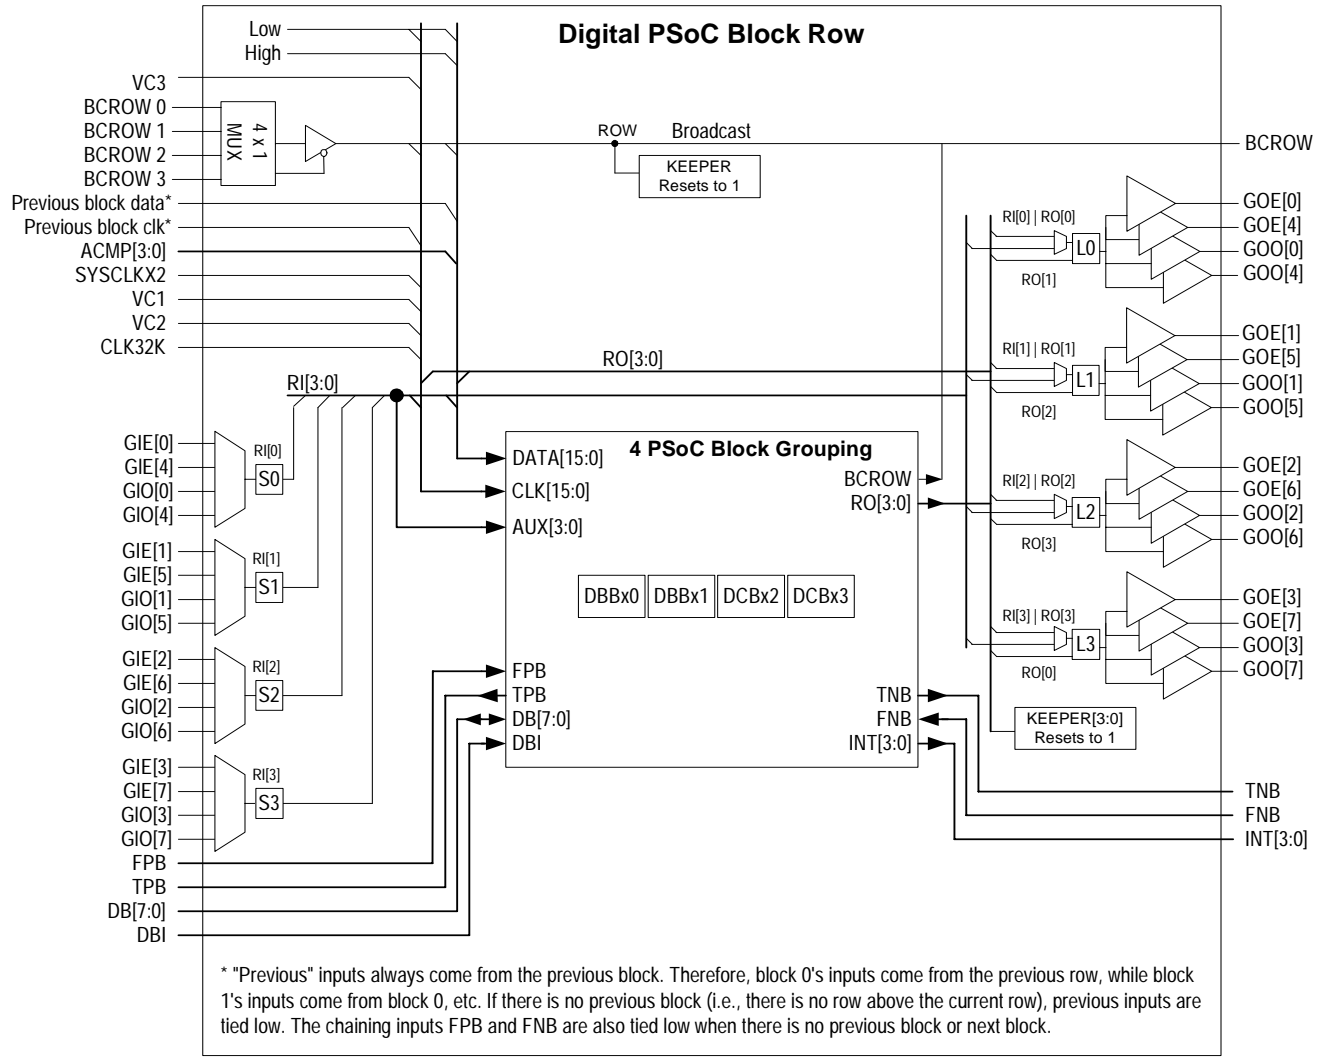 Digital PSoC Block Row
Low
High
VC3
BCROW 0
BCROW 1
BCROW 2
BCROW 3
4 x 1
MUX
ROW Broadcast
KEEPER
Resets to 1
BCROW
Previous block data*
Previous block clk*
ACMP[3:0]
SYSCLKX2
VC1
VC2
CLK32K
RO[3:0]
RI[3:0]
GIE[0]
GIE[4]
GIO[0]
GIO[4]
RI[0]
S0
GIE[1]
GIE[5]
GIO[1]
GIO[5]
RI[1]
S1
GIE[2]
GIE[6]
GIO[2]
GIO[6]
RI[2]
S2
GIE[3]
GIE[7]
GIO[3]
GIO[7]
RI[3]
S3
FPB
TPB
DB[7:0]
DBI
4 PSoC Block Grouping
DATA[15:0]
CLK[15:0]
AUX[3:0]
BCROW
RO[3:0]
DBBx0 DBBx1 DCBx2 DCBx3
FPB
TPB
DB[7:0]
DBI
TNB
FNB
INT[3:0]
RI[0] | RO[0]
L0
RO[1]
GOE[0]
GOE[4]
GOO[0]
GOO[4]
RI[1] | RO[1]
L1
RO[2]
GOE[1]
GOE[5]
GOO[1]
GOO[5]
RI[2] | RO[2]
L2
RO[3]
GOE[2]
GOE[6]
GOO[2]
GOO[6]
RI[3] | RO[3]
L3
RO[0]
GOE[3]
GOE[7]
GOO[3]
GOO[7]
KEEPER[3:0]
Resets to 1
TNB
FNB
INT[3:0]
* "Previous" inputs always come from the previous block. Therefore, block 0's inputs come from the previous row, while block
1's inputs come from block 0, etc. If there is no previous block (i.e., there is no row above the current row), previous inputs are
tied low. The chaining inputs FPB and FNB are also tied low when there is no previous block or next block.